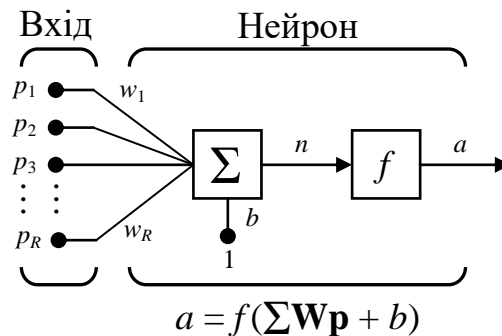 Вхід Нейрон
p1 w1
p2
p3 Σ n f a
⋮ ⋮
pR wR b
1
a = f(ΣWp + b)